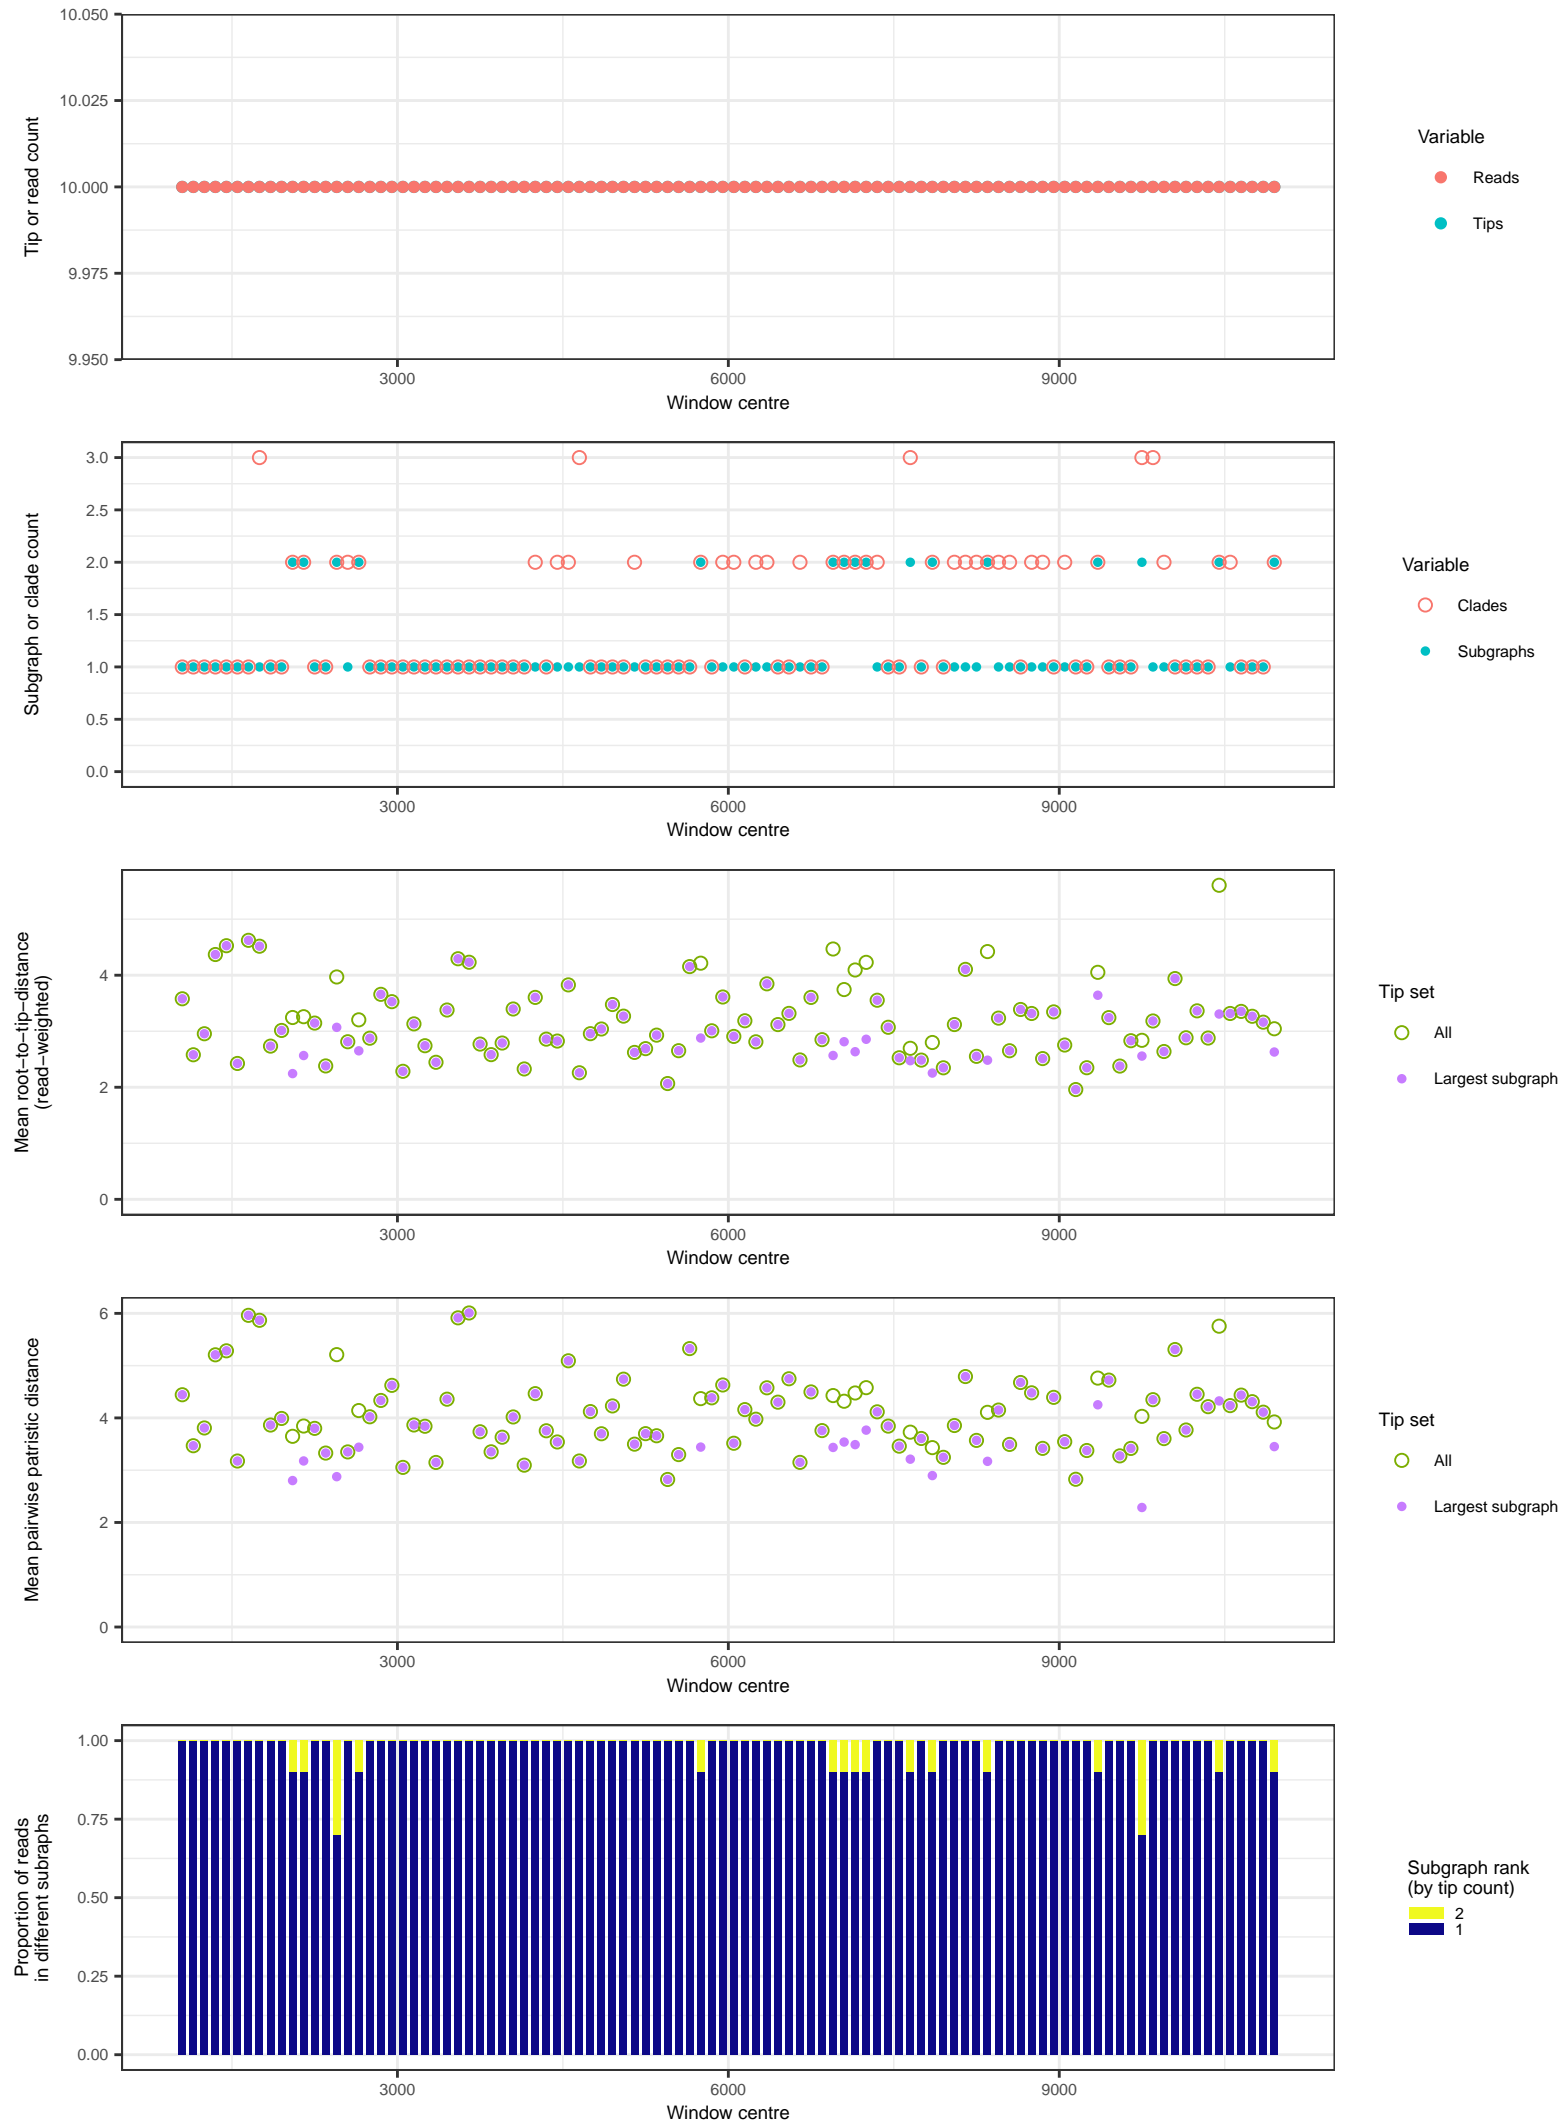 10.050
10.025
10.000
9.975
9.950
Tip or read count
3000 6000 9000
Window centre
Variable
Reads
Tips
3.0
2.5
2.0
1.5
1.0
0.5
0.0
Subgraph or clade count
3000 6000 9000
Window centre
Variable
Clades
Subgraphs
4
2
0
Mean root−to−tip−distance
(read−weighted)
3000 6000 9000
Window centre
Tip set
All
Largest subgraph
6
4
2
0
Mean pairwise patristic distance
3000 6000 9000
Window centre
Tip set
All
Largest subgraph
1.00
0.75
0.50
0.25
0.00
Proportion of reads
in different subraphs
3000 6000 9000
Window centre
Subgraph rank
(by tip count)
2
1